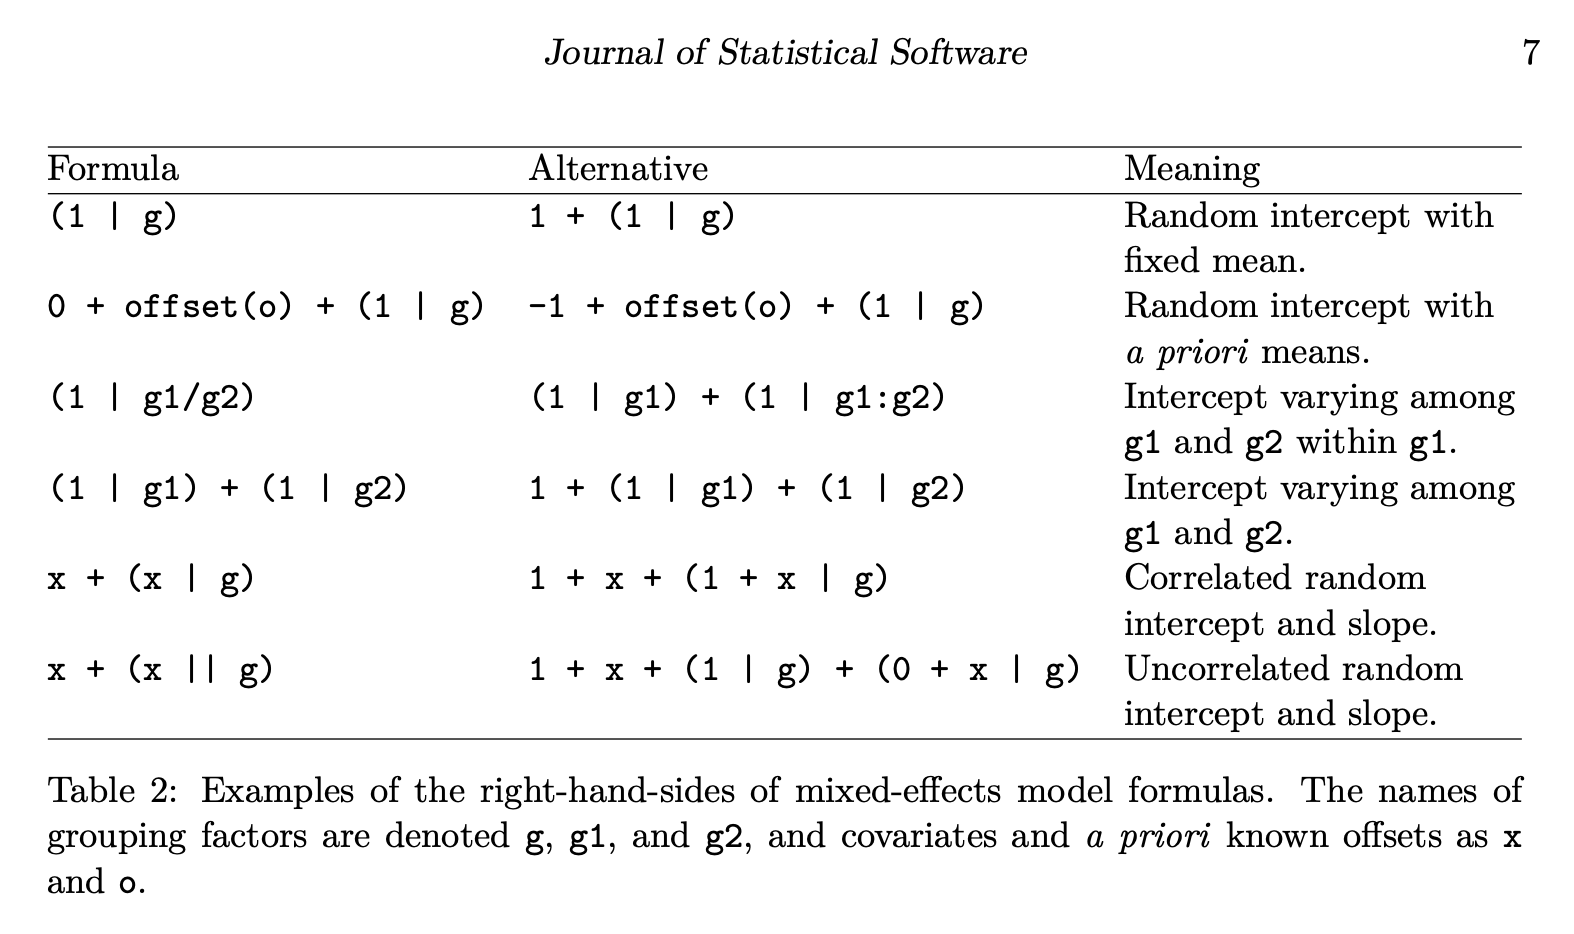 Journal of Statistical Software 7
Formula Alternative Meaning
(1 | g) 1 + (1 | g) Random intercept with
fixed mean.
0 + offset(o) + (1 | g) -1 + offset(o) + (1 | g) Random intercept with
a priori means.
(1 | g1/g2) (1 | g1) + (1 | g1:g2) Intercept varying among
g1 and g2 within g1.
(1 | g1) + (1 | g2) 1 + (1 | g1) + (1 | g2) Intercept varying among
g1 and g2.
x + (x | g) 1 + x + (1 + x | g) Correlated random
intercept and slope.
x + (x || g) 1 + x + (1 | g) + (0 + x | g) Uncorrelated random
intercept and slope.
Table 2: Examples of the right-hand-sides of mixed-effects model formulas. The names of
grouping factors are denoted g, g1, and g2, and covariates and a priori known offsets as x
and o.